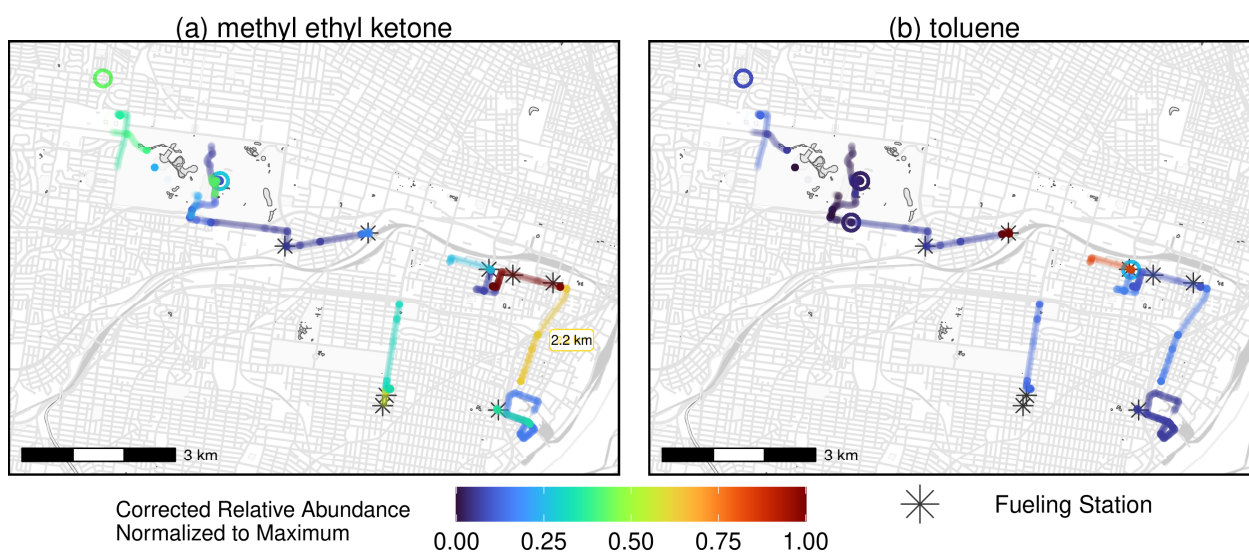 (a) methyl ethyl ketone
(b) toluene
2.2 km
3 km
3 km
Corrected Relative Abundance
Normalized to Maximum
0.00 0.25 0.50 0.75 1.00
Fueling Station